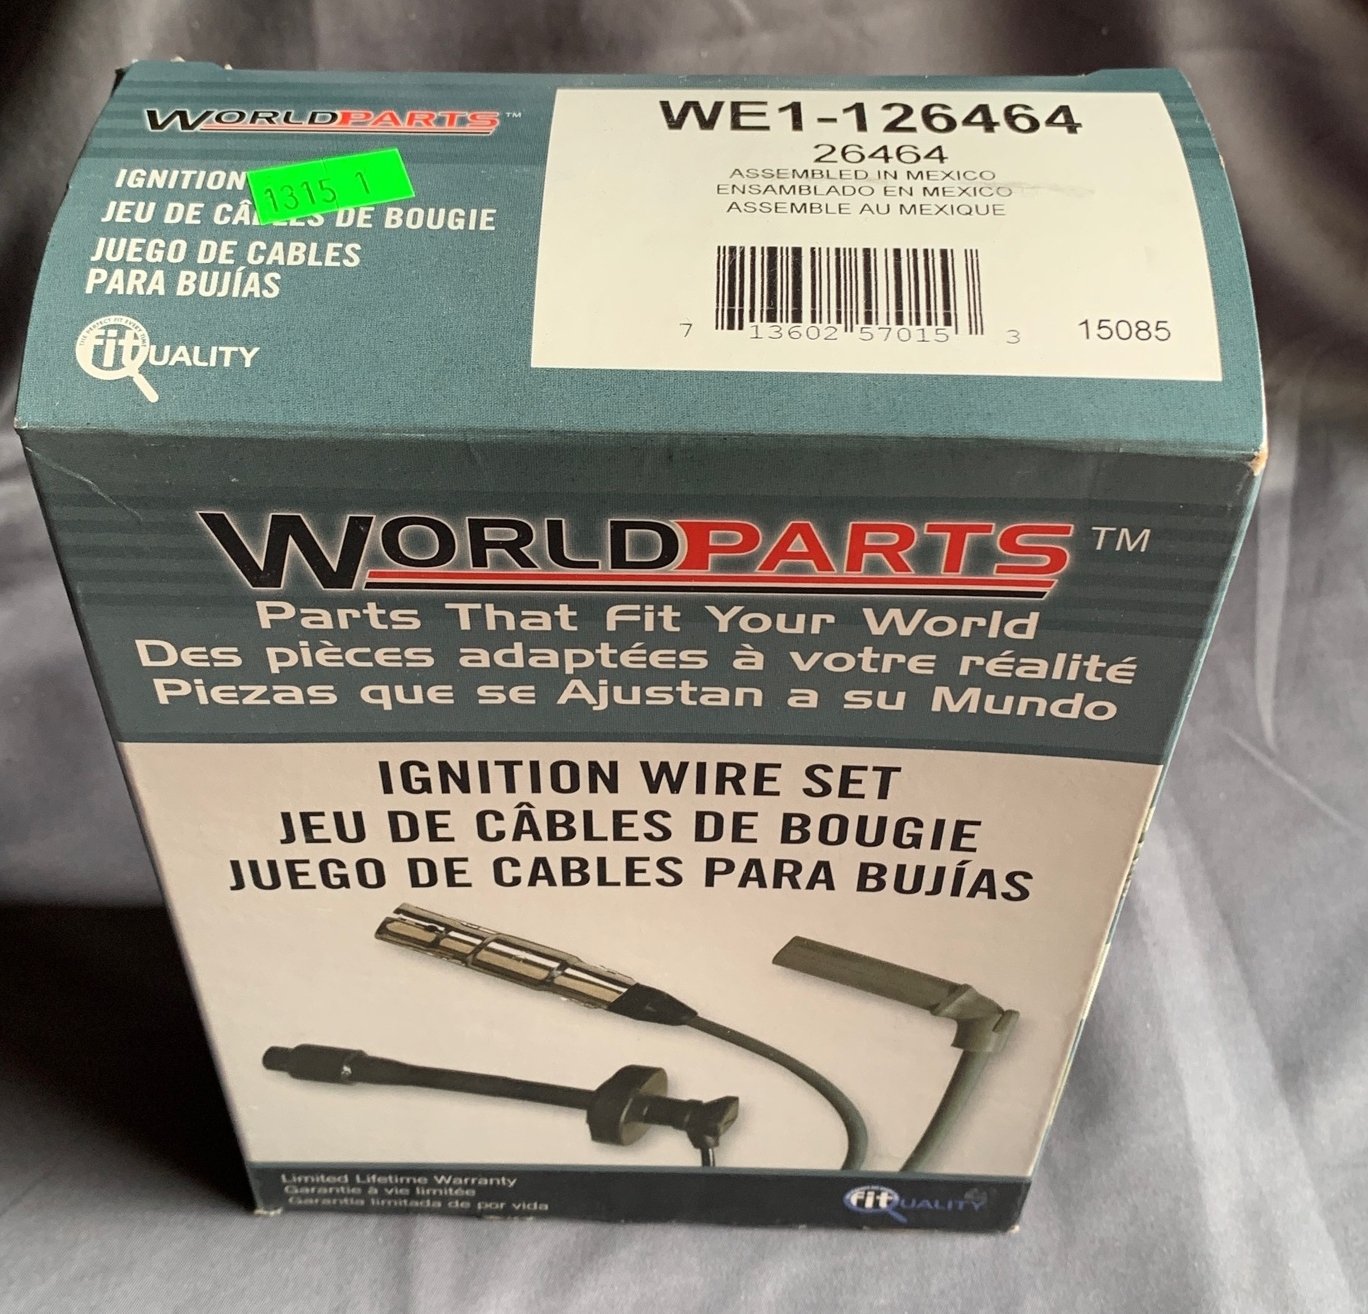 WORLDPARTS™
IGNITION
1315 1
JEU DE CÂBLES DE BOUGIE
JUEGO DE CABLES
PARA BUJÍAS
fit QUALITY
WE1-126464
26464
ASSEMBLED IN MEXICO
ENSAMBLADO EN MEXICO
ASSEMBLE AU MEXIQUE
7 13602 57015 3
15085
WORLDPARTS™
Parts That Fit Your World
Des pièces adaptées à votre réalité
Piezas que se Ajustan a su Mundo
IGNITION WIRE SET
JEU DE CÂBLES DE BOUGIE
JUEGO DE CABLES PARA BUJÍAS
Limited Lifetime Warranty
Garantie à vie limitée
Garantía limitada de por vida
fit QUALITY